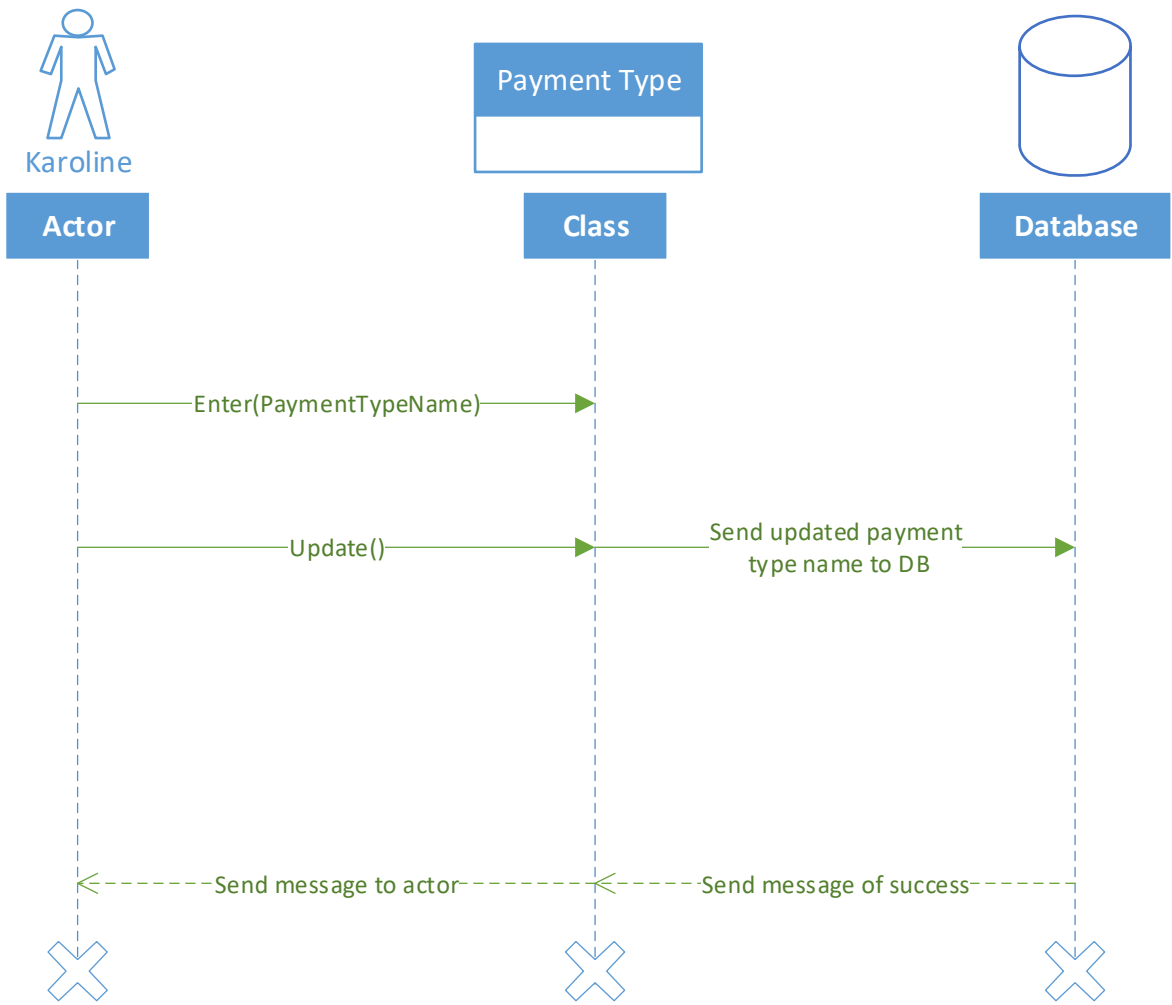 Payment Type
Karoline
Actor
Class
Database
Enter(PaymentTypeName)
Update()
Send updated payment
type name to DB
Send message to actor
Send message of success